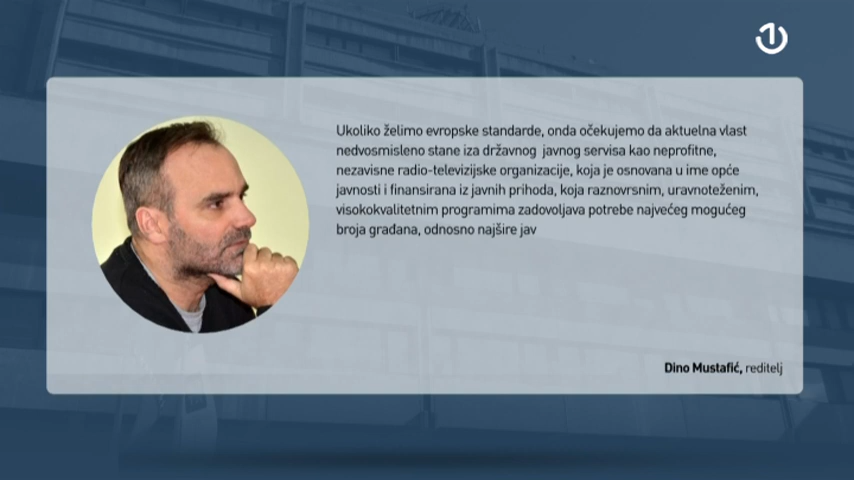 Ukoliko želimo evropske standarde, onda očekujemo da aktuelna vlast
nedvosmisleno stane iza državnog javnog servisa kao neprofitne,
nezavisne radio-televizijske organizacije, koja je osnovana u ime opće
javnosti i finansirana iz javnih prihoda, koja raznovrsnim, uravnoteženim,
visokokvalitetnim programima zadovoljava potrebe najvećeg mogućeg
broja građana, odnosno najšire jav
Dino Mustafić, reditelj